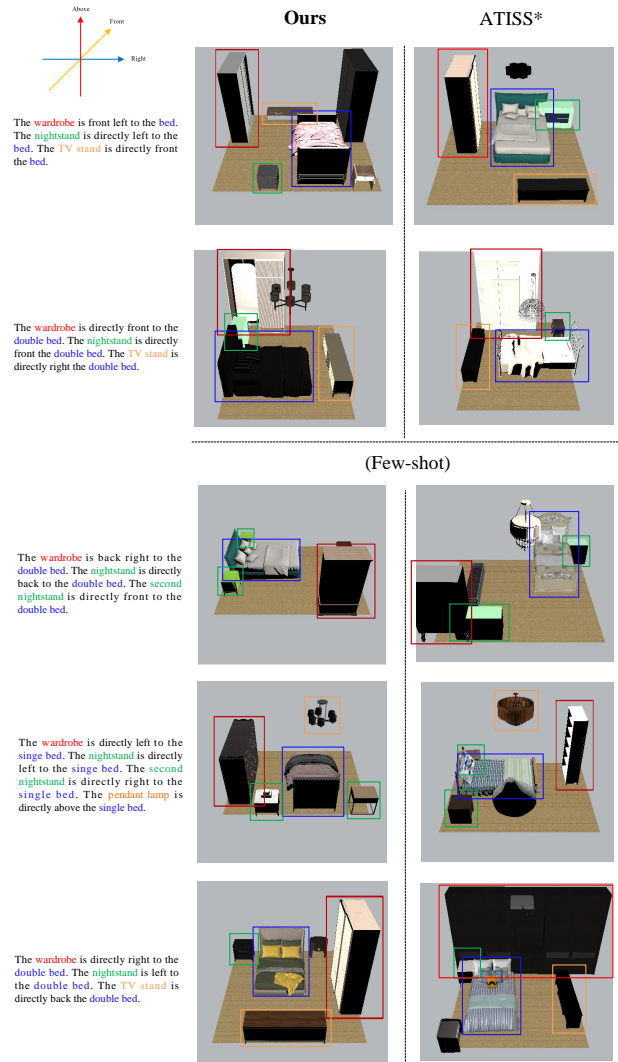 Above
Front
Right
Ours
ATISS*
The wardrobe is front left to the bed.
The nightstand is directly left to the
bed. The TV stand is directly front
the bed.
The wardrobe is directly front to the
double bed. The nightstand is directly
front the double bed. The TV stand is
directly right the double bed.
(Few-shot)
The wardrobe is back right to the
double bed. The nightstand is directly
back to the double bed. The second
nightstand is directly front to the
double bed.
The wardrobe is directly left to the
singe bed. The nightstand is directly
left to the singe bed. The second
nightstand is directly right to the
single bed. The pendant lamp is
directly above the single bed.
The wardrobe is directly right to the
double bed. The nightstand is left to
the double bed. The TV stand is
directly back the double bed.